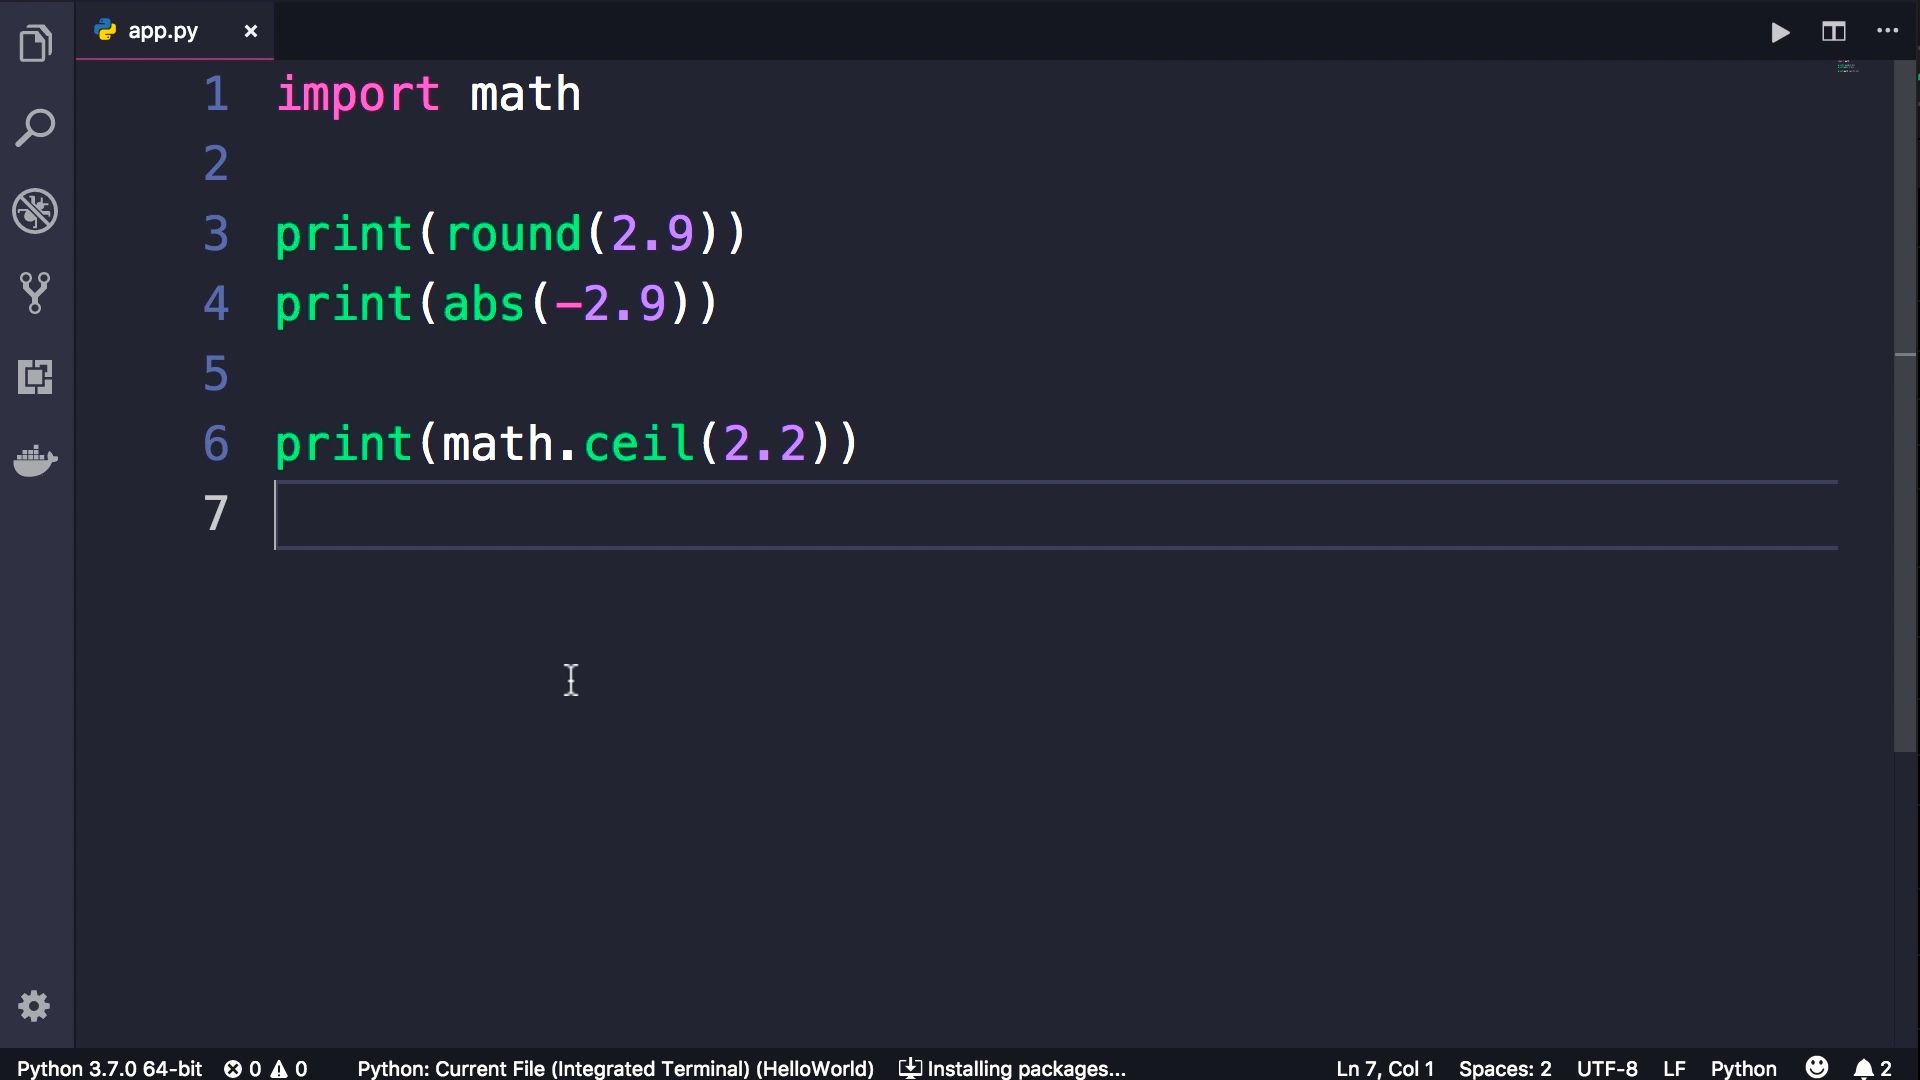 app.py ×
1 import math
2
3 print(round(2.9))
4 print(abs(-2.9))
5
6 print(math.ceil(2.2))
7
Python 3.7.0 64-bit 0 0 Python: Current File (Integrated Terminal) (HelloWorld) Installing packages... Ln 7, Col 1 Spaces: 2 UTF-8 LF Python 2